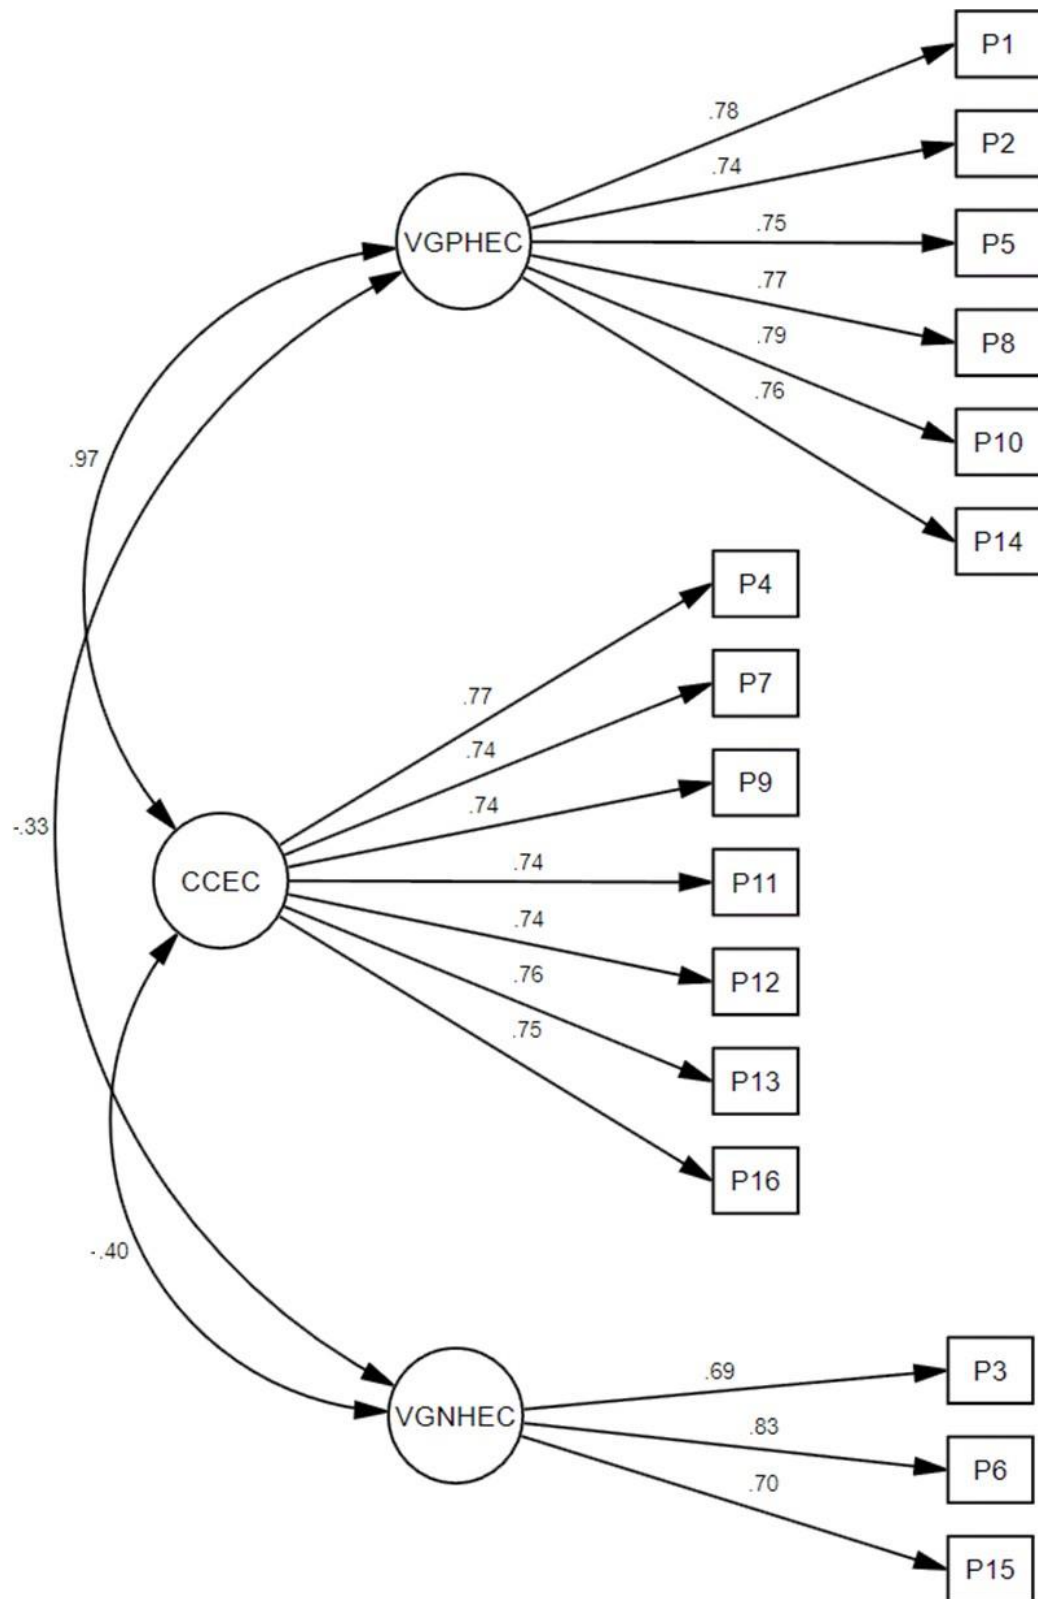 P1
.78
P2
.74
.75
P5
VGPHEC
.77
P8
.79
.76
P10
.97
P14
P4
.77
P7
.74
P9
.74
-.33
.74
P11
CCEC
.74
P12
.76
.75
P13
P16
-.40
.69
P3
VGNHEC
.83
P6
.70
P15